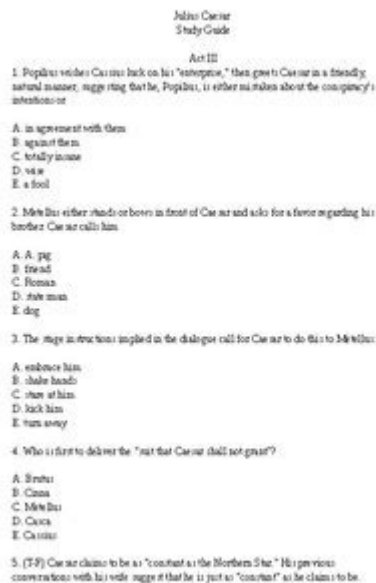 Julius Caesar
Study Guide
Act III
1. Popilius wishes Cassius luck on his "enterprise," then greets Caesar in a friendly,
natural manner, suggesting that he, Popilius, is either mistaken about the conspiracy's
intentions or
A. in agreement with them
B. against them
C. totally insane
D. wise
E. a fool
2. Metellus either stands or bows in front of Caesar and asks for a favor regarding his
brother. Caesar calls him
A. A. pig
B. friend
C. Roman
D. statesman
E. dog
3. The stage instructions implied in the dialogue call for Caesar to do this to Metellus:
A. embrace him
B. shake hands
C. stare at him
D. kick him
E. turn away
4. Who is first to deliver the "suit that Caesar shall not grant"?
A. Brutus
B. Cinna
C. Metellus
D. Casca
E. Cassius
5. (T-F) Caesar claims to be as "constant as the Northern Star." His previous
conversations with his wife suggest that he is just as "constant" as he claims to be.